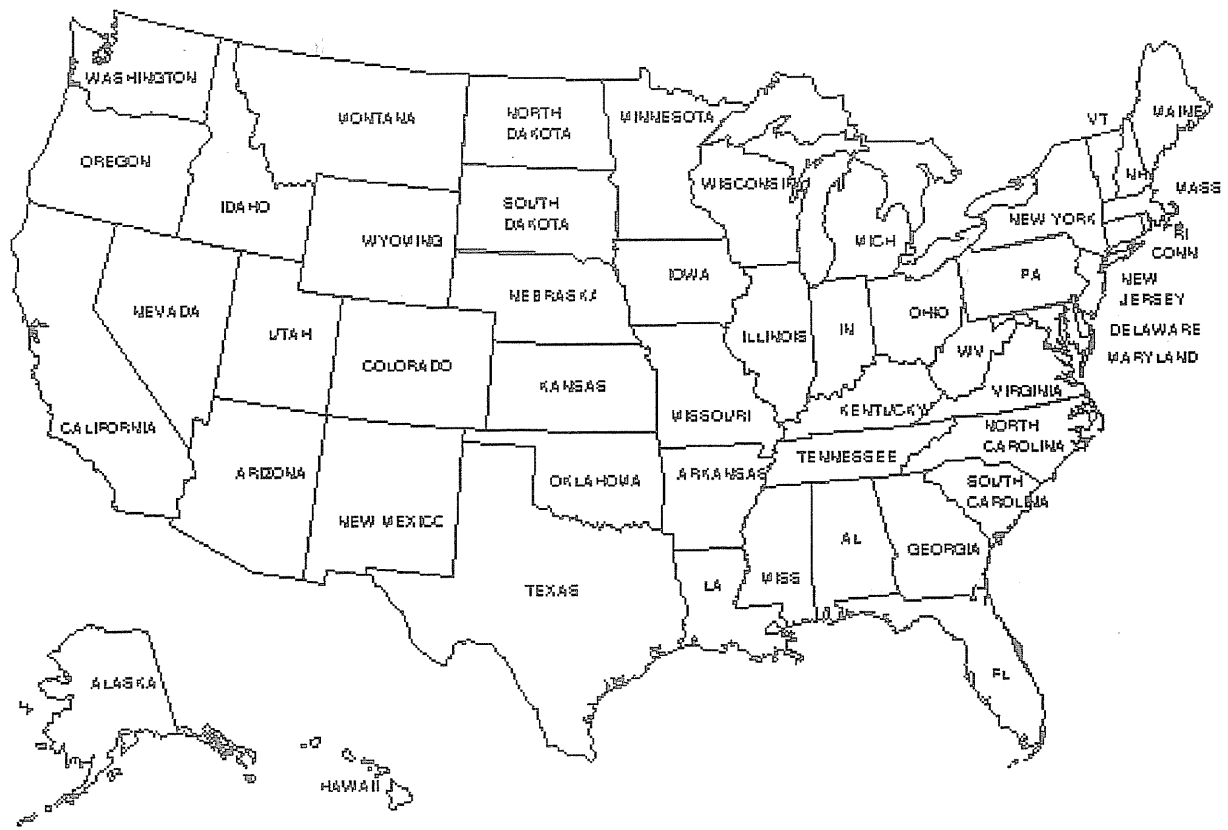 WASHINGTON
MONTANA
NORTH
DAKOTA
MINNESOTA
VT
MAINE
OREGON
IDAHO
WYOMING
SOUTH
DAKOTA
WISCONSIN
MICH
NEW YORK
NH
MASS
RI
CONN
NEVADA
UTAH
COLORADO
NEBRASKA
IOWA
ILLINOIS
IN
OHIO
PA
NEW
JERSEY
DELAWARE
MARYLAND
WV
VIRGINIA
CALIFORNIA
ARIZONA
NEW MEXICO
KANSAS
MISSOURI
KENTUCKY
NORTH
CAROLINA
TENNESSEE
OKLAHOMA
ARKANSAS
SOUTH
CAROLINA
TEXAS
LA
MISS
AL
GEORGIA
FL
ALASKA
HAWAII